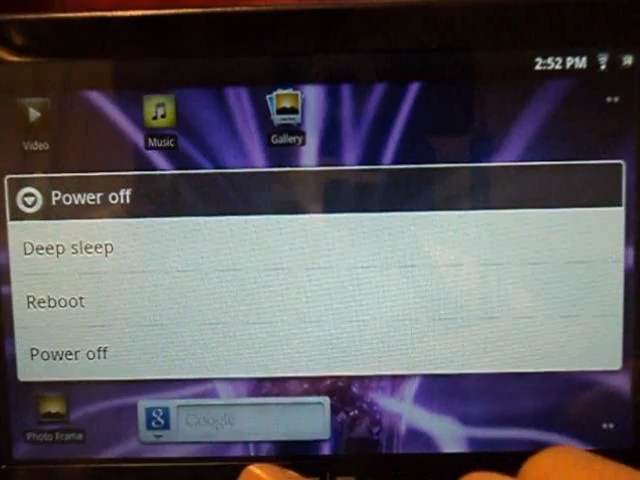 2:52 PM
Video
Music
Gallery
Power off
Deep sleep
Reboot
Power off
Photo Frame
g
Google